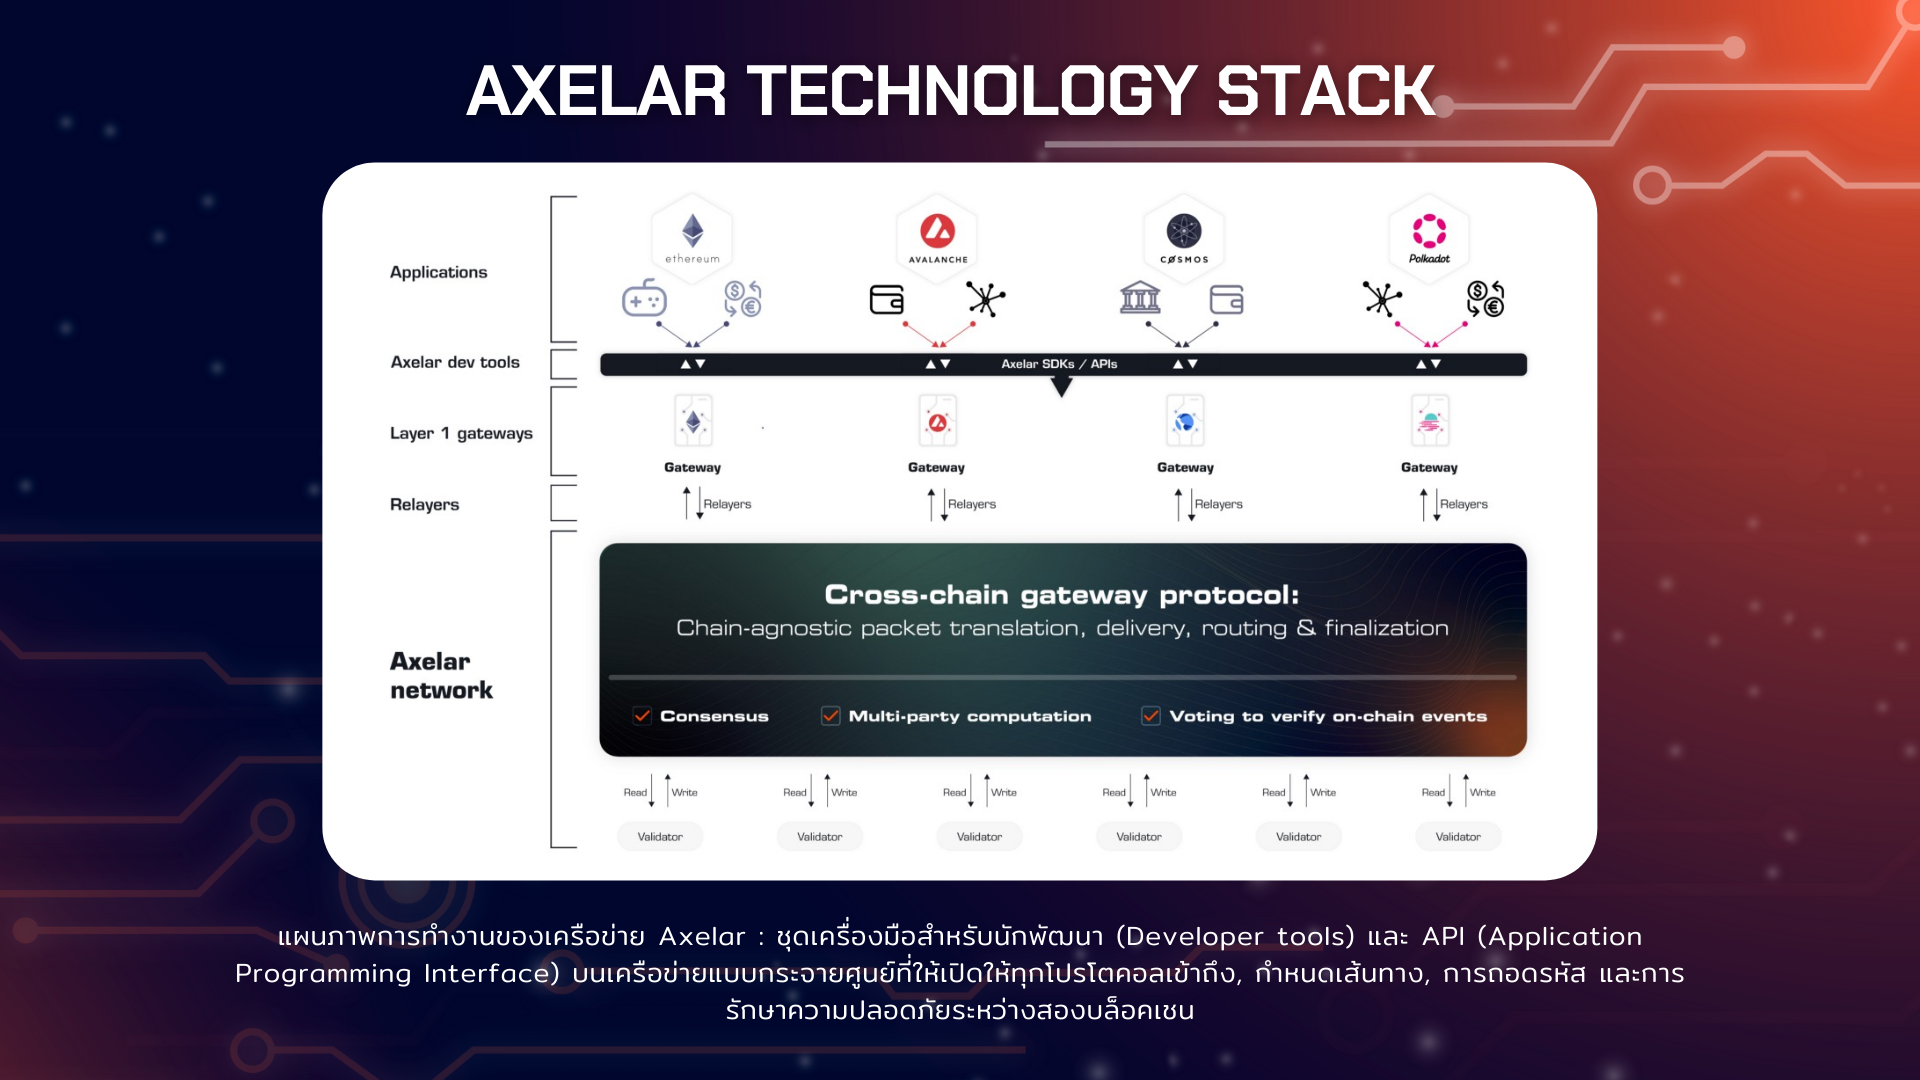 AXELAR TECHNOLOGY STACK
ethereum
AVALANCHE
CØSMOS
Polkadot
Applications
Axelar dev tools
Axelar SDKs / APIs
Layer 1 gateways
Gateway
Gateway
Gateway
Gateway
Relayers
Relayers
Relayers
Relayers
Relayers
Cross-chain gateway protocol:
Chain-agnostic packet translation, delivery, routing & finalization
Axelar
network
Consensus
Multi-party computation
Voting to verify on-chain events
Read Write
Read Write
Read Write
Read Write
Read Write
Read Write
Validator
Validator
Validator
Validator
Validator
Validator
แผนภาพการทำงานของเครือข่าย Axelar : ชุดเครื่องมือสำหรับนักพัฒนา (Developer tools) และ API (Application
Programming Interface) บนเครือข่ายแบบกระจายศูนย์ที่ให้เปิดให้ทุกโปรโตคอลเข้าถึง, กำหนดเส้นทาง, การถอดรหัส และการ
รักษาความปลอดภัยระหว่างสองบล็อคเชน